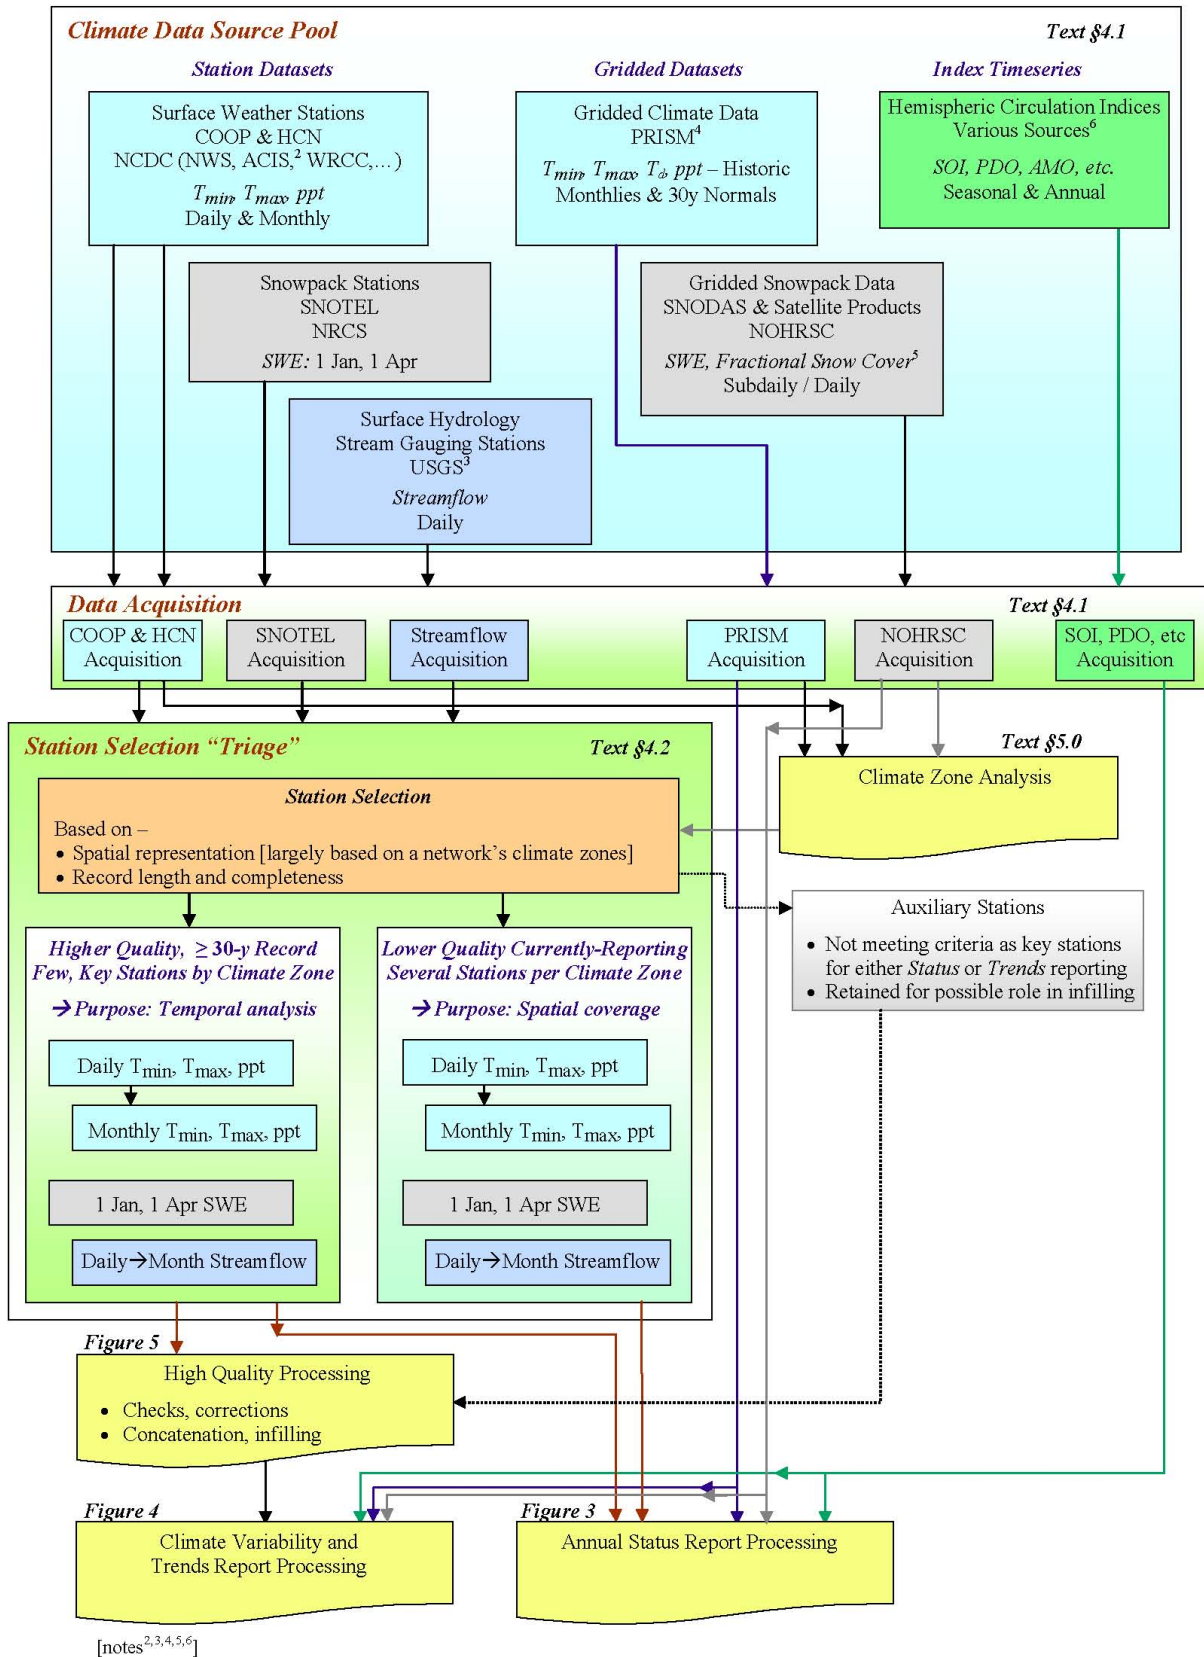 Climate Data Source Pool
Text §4.1
Station Datasets
Gridded Datasets
Index Timeseries
Surface Weather Stations
COOP & HCN
NCDC (NWS, ACIS,² WRCC,…)
Tmin, Tmax, ppt
Daily & Monthly
Gridded Climate Data
PRISM⁴
Tmin, Tmax, Td, ppt – Historic
Monthlies & 30y Normals
Hemispheric Circulation Indices
Various Sources⁶
SOI, PDO, AMO, etc.
Seasonal & Annual
Snowpack Stations
SNOTEL
NRCS
SWE: 1 Jan, 1 Apr
Gridded Snowpack Data
SNODAS & Satellite Products
NOHRSC
SWE, Fractional Snow Cover⁵
Subdaily / Daily
Surface Hydrology
Stream Gauging Stations
USGS³
Streamflow
Daily
Data Acquisition
Text §4.1
COOP & HCN
Acquisition
SNOTEL
Acquisition
Streamflow
Acquisition
PRISM
Acquisition
NOHRSC
Acquisition
SOI, PDO, etc
Acquisition
Station Selection “Triage”
Text §4.2
Text §5.0
Climate Zone Analysis
Station Selection
Based on –
• Spatial representation [largely based on a network’s climate zones]
• Record length and completeness
Auxiliary Stations
• Not meeting criteria as key stations
for either Status or Trends reporting
• Retained for possible role in infilling
Higher Quality, ≥ 30-y Record
Few, Key Stations by Climate Zone
→ Purpose: Temporal analysis
Daily Tmin, Tmax, ppt
Monthly Tmin, Tmax, ppt
1 Jan, 1 Apr SWE
Daily→Month Streamflow
Lower Quality Currently-Reporting
Several Stations per Climate Zone
→ Purpose: Spatial coverage
Daily Tmin, Tmax, ppt
Monthly Tmin, Tmax, ppt
1 Jan, 1 Apr SWE
Daily→Month Streamflow
Figure 5
High Quality Processing
• Checks, corrections
• Concatenation, infilling
Figure 4
Climate Variability and
Trends Report Processing
Figure 3
Annual Status Report Processing
[notes²,³,⁴,⁵,⁶]